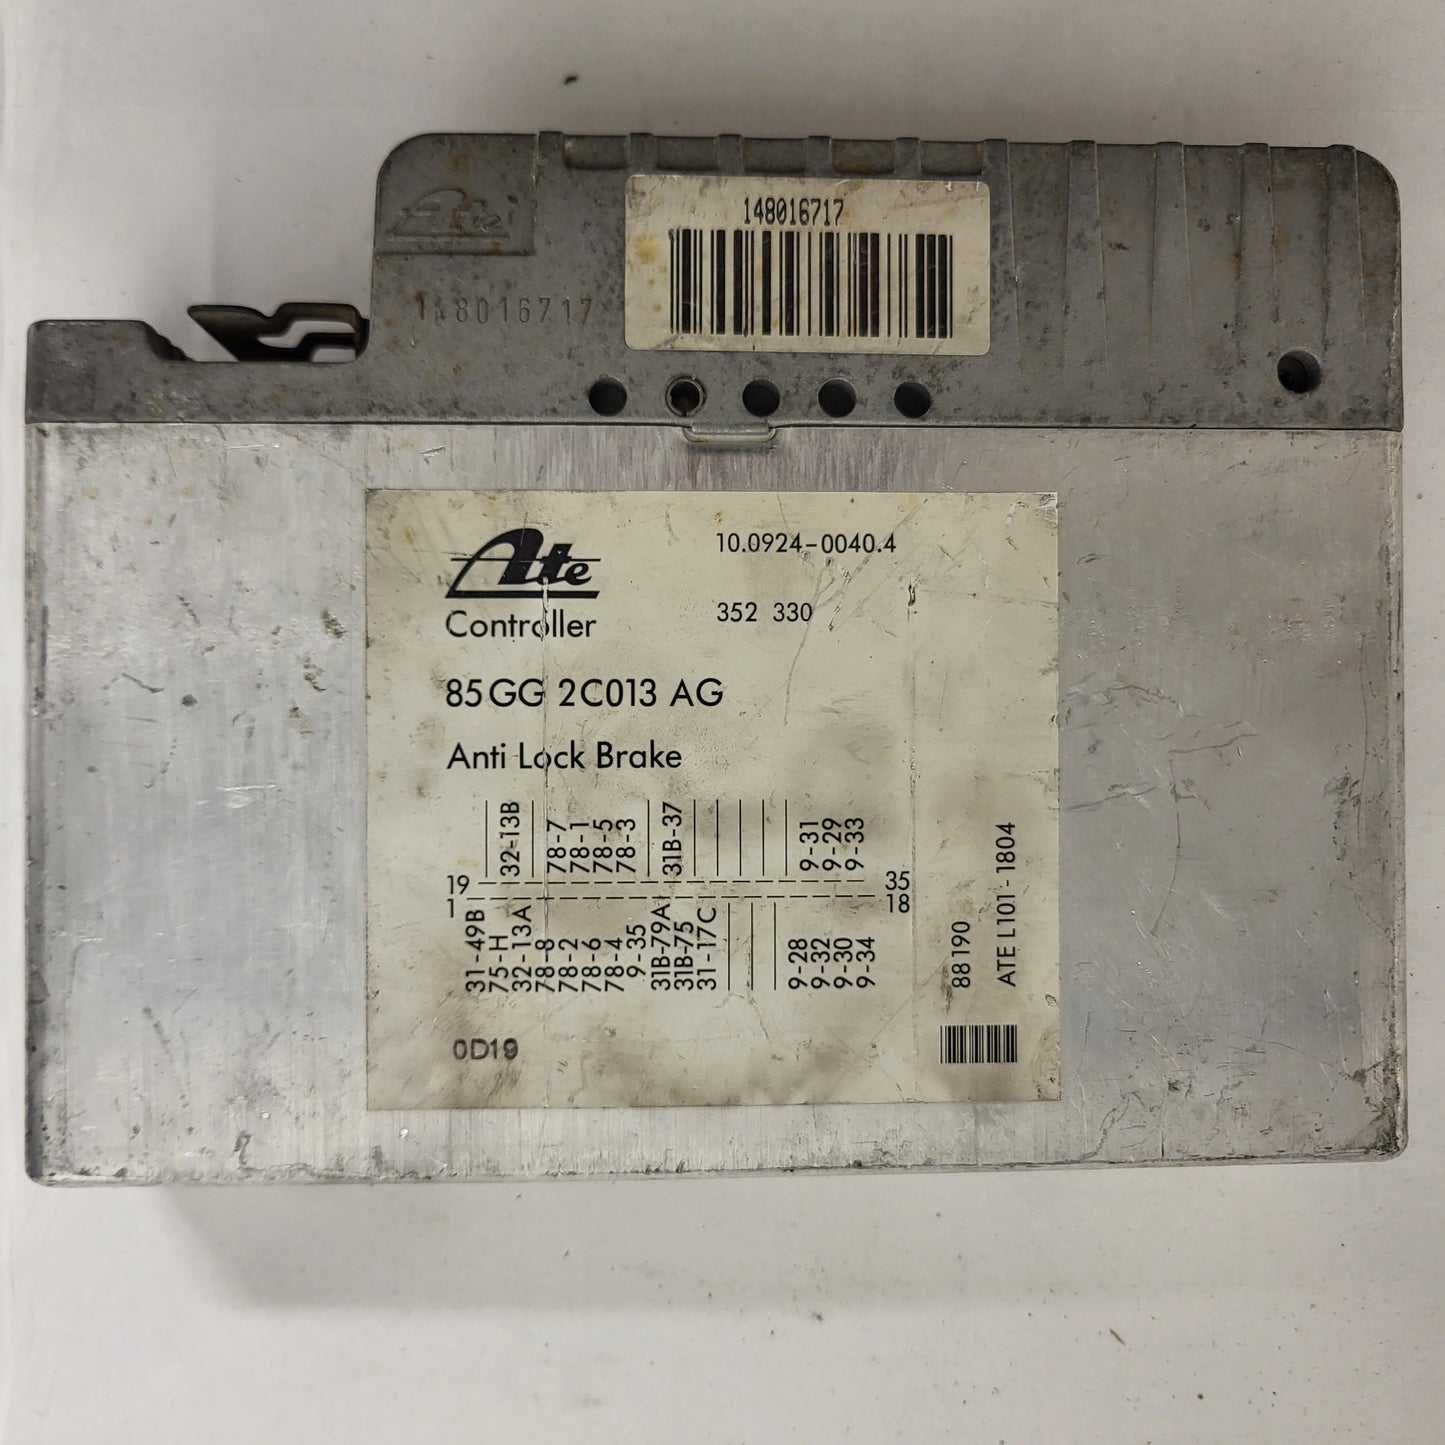 148016717
Ate
148016717
Ate
10.0924-0040.4
Controller
352 330
85GG 2C013 AG
Anti Lock Brake
32-13B
78-7
78-1
78-5
78-3
31B-37
9-31
9-29
9-33
19
35
1
18
31-49B
75-H
32-13A
78-8
78-2
78-6
78-4
9-35
31B-79A
31B-75
31-17C
9-28
9-32
9-30
9-34
88190
ATE L101-1804
0D19